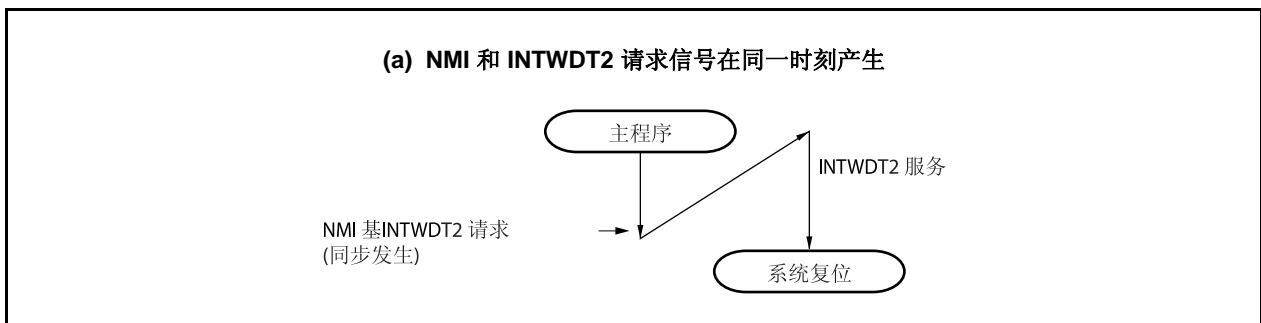 (a) NMI 和 INTWDT2 请求信号在同一时刻产生
主程序
INTWDT2 服务
NMI 基INTWDT2 请求
(同步发生)
系统复位